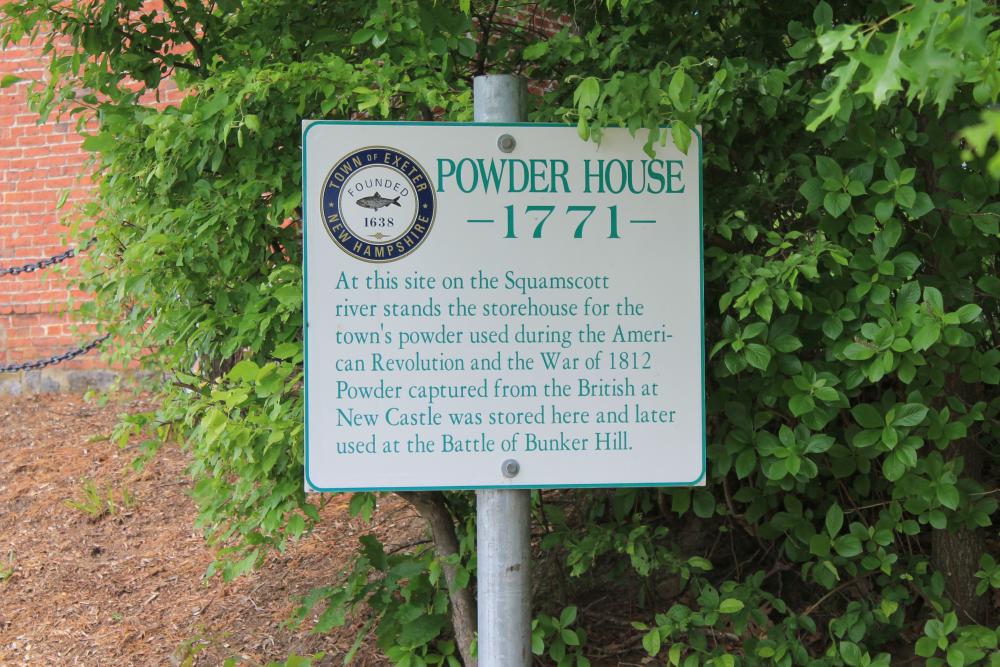 TOWN OF EXETER
FOUNDED
1638
NEW HAMPSHIRE
POWDER HOUSE
–1771–
At this site on the Squamscott
river stands the storehouse for the
town's powder used during the Ameri-
can Revolution and the War of 1812
Powder captured from the British at
New Castle was stored here and later
used at the Battle of Bunker Hill.